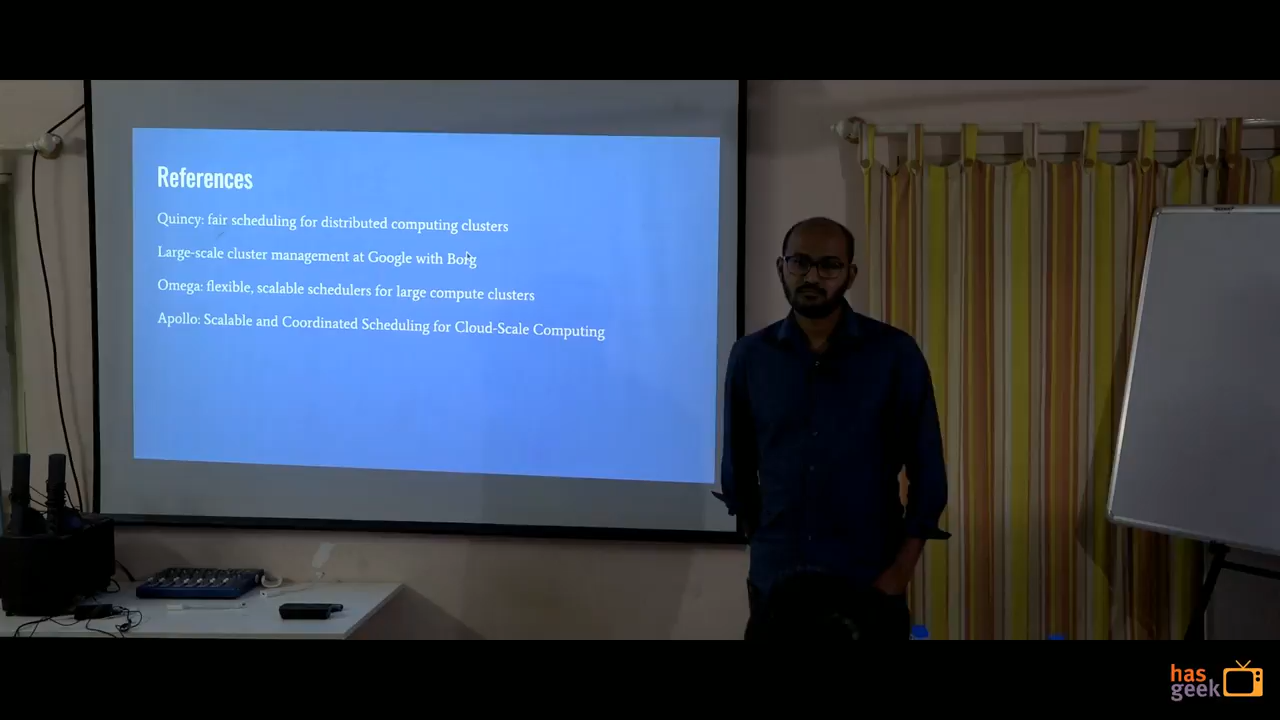 References
Quincy: fair scheduling for distributed computing clusters
Large-scale cluster management at Google with Borg
Omega: flexible, scalable schedulers for large compute clusters
Apollo: Scalable and Coordinated Scheduling for Cloud-Scale Computing
has
geek